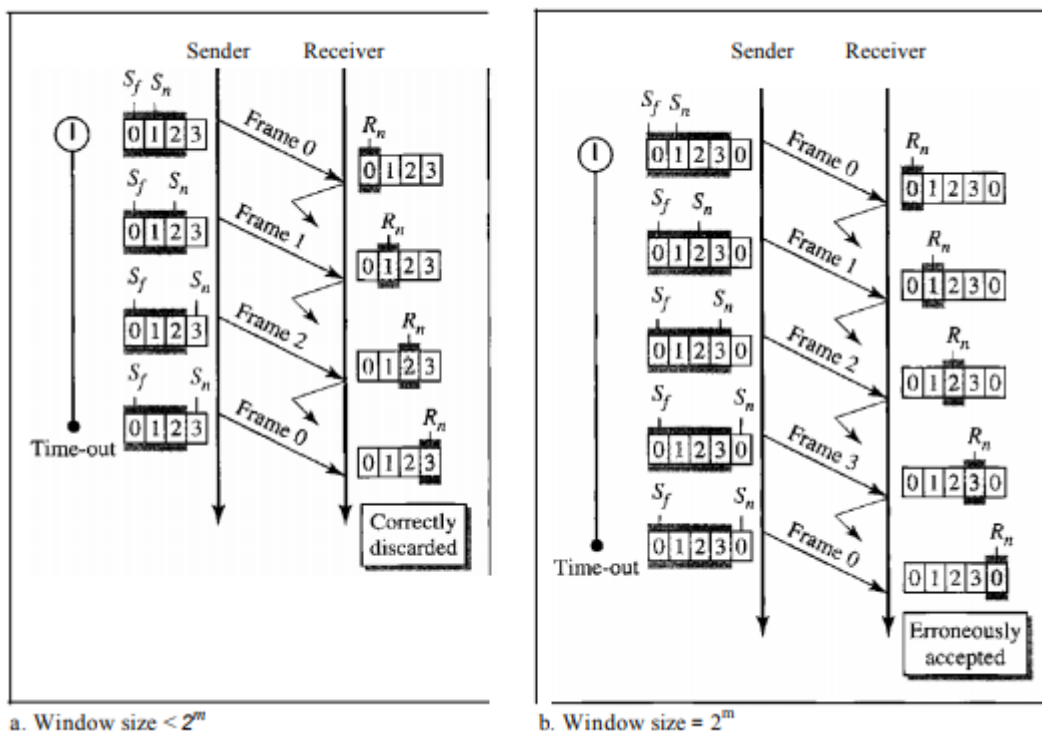 Sender Receiver
Sf Sn
0 1 2 3
Frame 0
Rn
0 1 2 3
Sf Sn
0 1 2 3
Frame 1
Rn
0 1 2 3
Sf Sn
0 1 2 3
Frame 2
Rn
0 1 2 3
Sf Sn
0 1 2 3
Time-out
Frame 0
Rn
0 1 2 3
Correctly
discarded
a. Window size < 2^m
Sender Receiver
Sf Sn
0 1 2 3 0
Frame 0
Rn
0 1 2 3 0
Sf Sn
0 1 2 3 0
Frame 1
Rn
0 1 2 3 0
Sf Sn
0 1 2 3 0
Frame 2
Rn
0 1 2 3 0
Sf Sn
0 1 2 3 0
Frame 3
Rn
0 1 2 3 0
Sf Sn
0 1 2 3 0
Time-out
Frame 0
Rn
0 1 2 3 0
Erroneously
accepted
b. Window size = 2^m